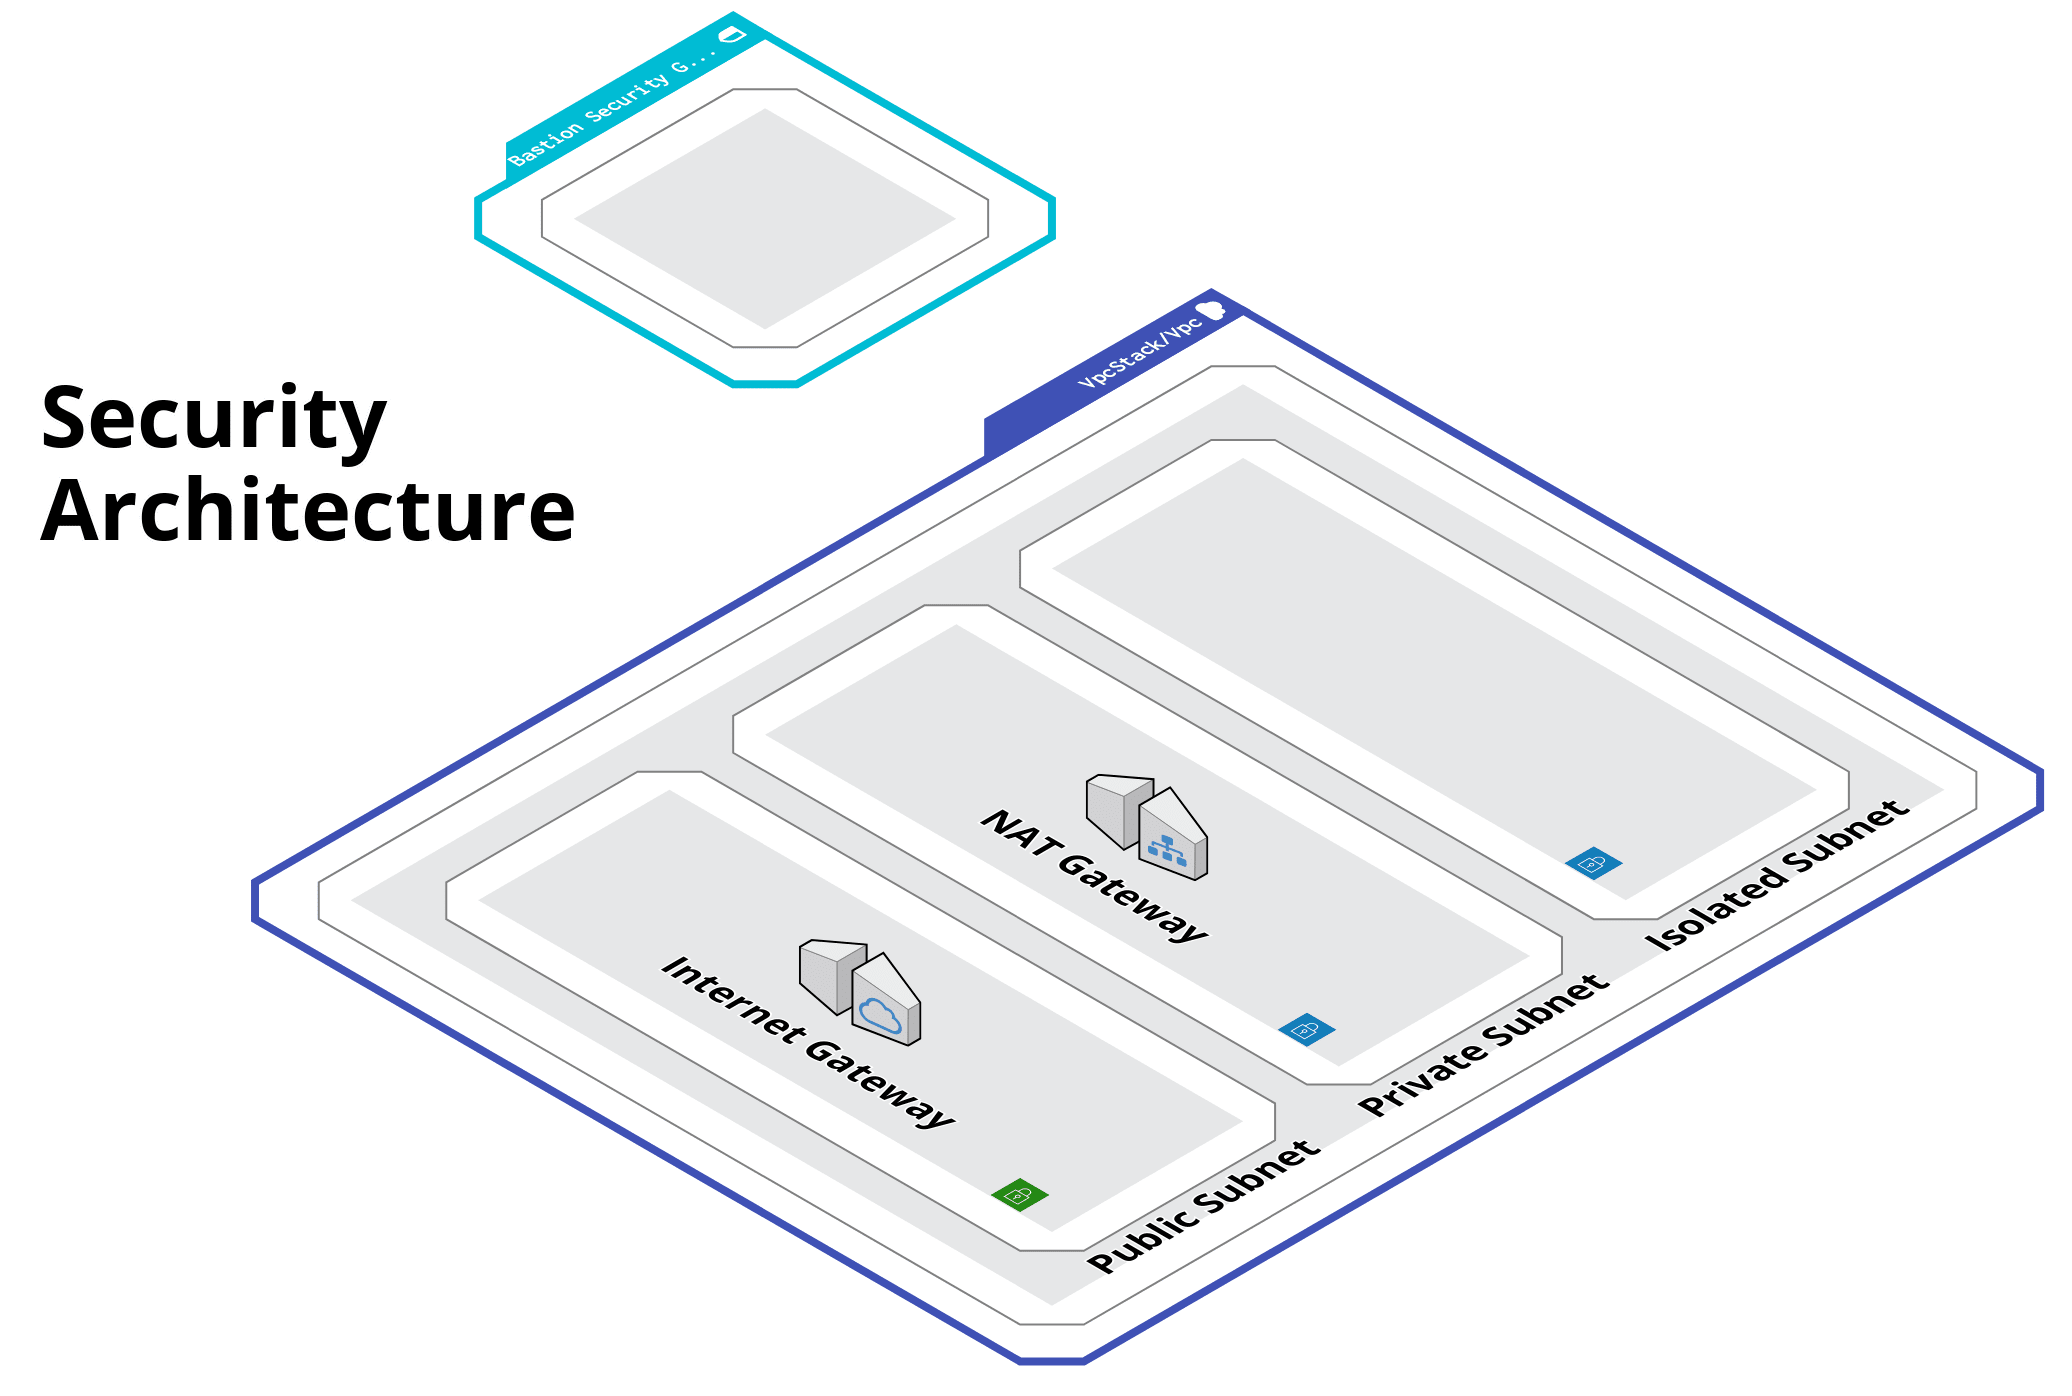 Bastion Security G...
VpcStack/Vpc
Security
Architecture
NAT Gateway
Internet Gateway
Isolated Subnet
Private Subnet
Public Subnet